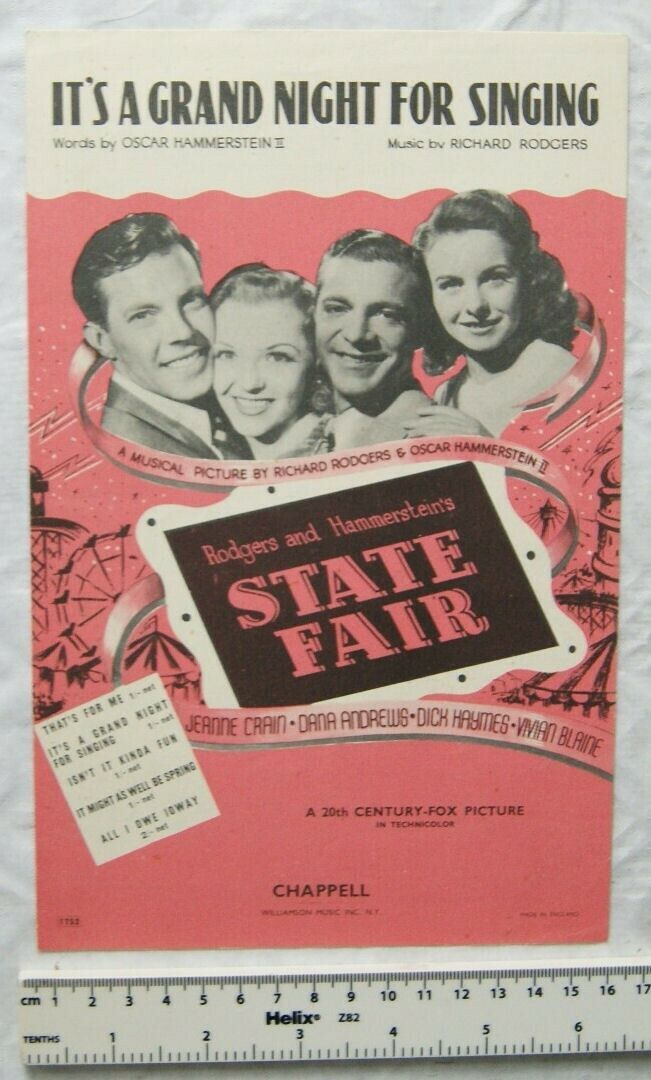 IT'S A GRAND NIGHT FOR SINGING
Words by OSCAR HAMMERSTEIN II Music by RICHARD RODGERS
A MUSICAL PICTURE BY RICHARD RODGERS & OSCAR HAMMERSTEIN II
Rodgers and Hammerstein's
STATE
FAIR
JEANNE CRAIN • DANA ANDREWS • DICK HAYMES • VIVIAN BLAINE
THAT'S FOR ME 1/- net
IT'S A GRAND NIGHT
FOR SINGING 1/- net
ISN'T IT KINDA FUN
1/- net
IT MIGHT AS WELL BE SPRING
1/- net
ALL I OWE IOWAY
2/- net
A 20th CENTURY-FOX PICTURE
IN TECHNICOLOR
CHAPPELL
WILLIAMSON MUSIC INC. N.Y.
1752 MADE IN ENGLAND
cm 1 2 3 4 5 6 7 8 9 10 11 12 13 14 15 16 17
Helix® Z82
TENTHS 1 2 3 4 5 6